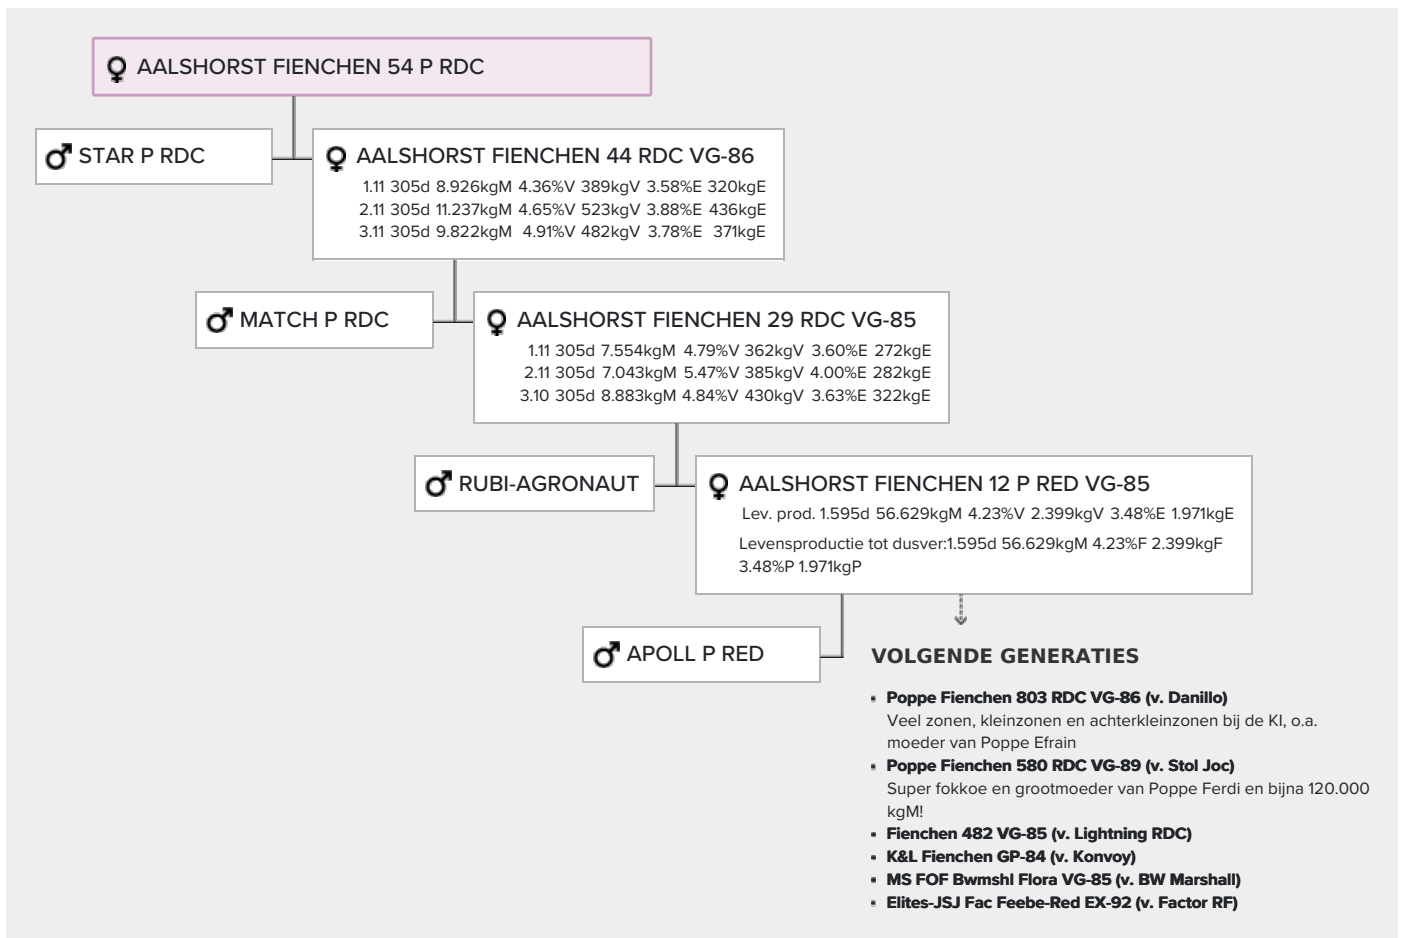 AALSHORST FIENCHEN 54 P RDC
STAR P RDC
AALSHORST FIENCHEN 44 RDC VG-86
1.11 305d 8.926kgM 4.36%V 389kgV 3.58%E 320kgE
2.11 305d 11.237kgM 4.65%V 523kgV 3.88%E 436kgE
3.11 305d 9.822kgM 4.91%V 482kgV 3.78%E 371kgE
MATCH P RDC
AALSHORST FIENCHEN 29 RDC VG-85
1.11 305d 7.554kgM 4.79%V 362kgV 3.60%E 272kgE
2.11 305d 7.043kgM 5.47%V 385kgV 4.00%E 282kgE
3.10 305d 8.883kgM 4.84%V 430kgV 3.63%E 322kgE
RUBI-AGRONAUT
AALSHORST FIENCHEN 12 P RED VG-85
Lev. prod. 1.595d 56.629kgM 4.23%V 2.399kgV 3.48%E 1.971kgE
Levensproductie tot dusver:1.595d 56.629kgM 4.23%F 2.399kgF
3.48%P 1.971kgP
APOLL P RED
VOLGENDE GENERATIES
Poppe Fienchen 803 RDC VG-86 (v. Danillo)
Veel zonen, kleinzonen en achterkleinzonen bij de KI, o.a.
moeder van Poppe Efrain
Poppe Fienchen 580 RDC VG-89 (v. Stol Joc)
Super fokkoe en grootmoeder van Poppe Ferdi en bijna 120.000
kgM!
Fienchen 482 VG-85 (v. Lightning RDC)
K&L Fienchen GP-84 (v. Konvoy)
MS FOF Bwmshl Flora VG-85 (v. BW Marshall)
Elites-JSJ Fac Feebe-Red EX-92 (v. Factor RF)